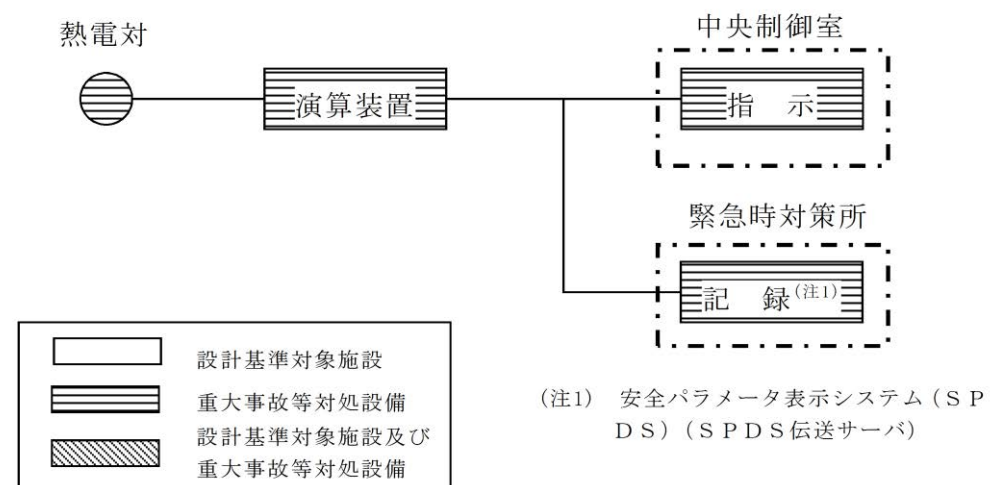 熱電対
演算装置
中央制御室
指　示
緊急時対策所
記　録(注1)
設計基準対象施設
重大事故等対処設備
設計基準対象施設及び
重大事故等対処設備
(注1)　安全パラメータ表示システム（ＳＰ
ＤＳ）（ＳＰＤＳ伝送サーバ）